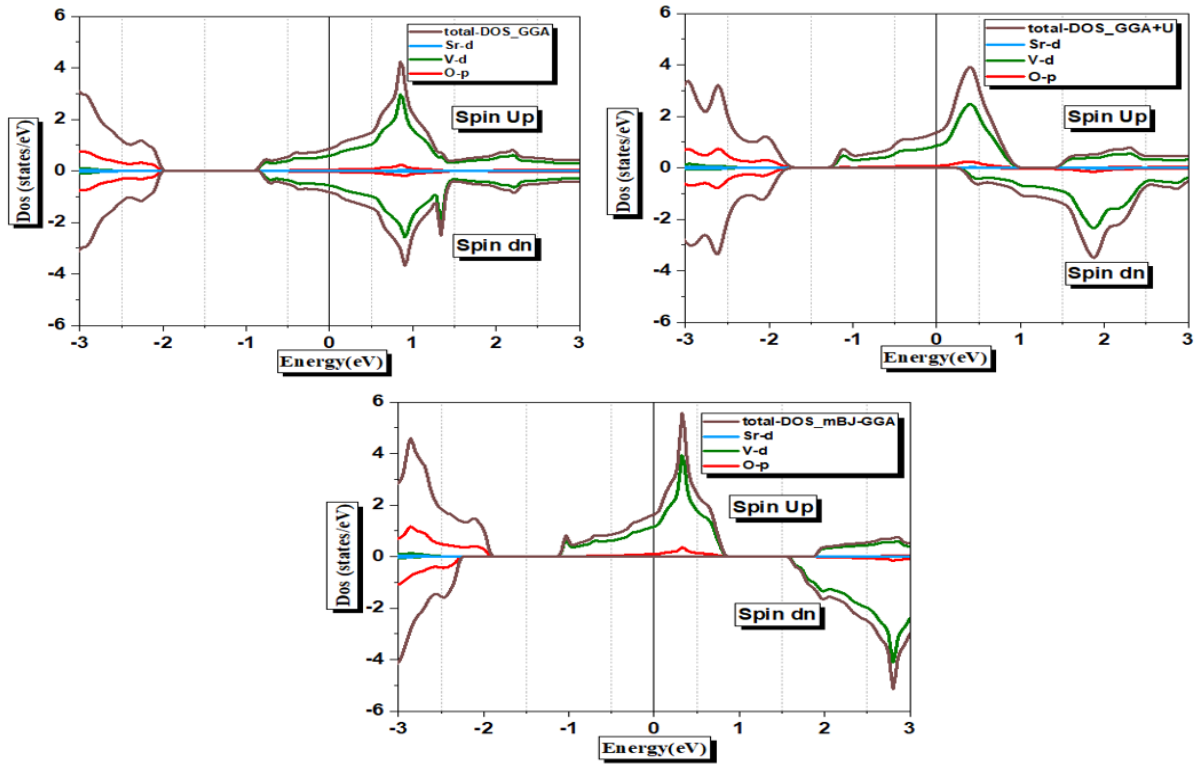 6
4
2
0
-2
-4
-6
Dos (states/eV)
total-DOS_GGA
Sr-d
V-d
O-p
Spin Up
Spin dn
-3 -2 -1 0 1 2 3
Energy(eV)
6
4
2
0
-2
-4
-6
Dos (states/eV)
total-DOS_GGA+U
Sr-d
V-d
O-p
Spin Up
Spin dn
-3 -2 -1 0 1 2 3
Energy(eV)
6
4
2
0
-2
-4
-6
Dos (states/eV)
total-DOS_mBJ-GGA
Sr-d
V-d
O-p
Spin Up
Spin dn
-3 -2 -1 0 1 2 3
Energy(eV)